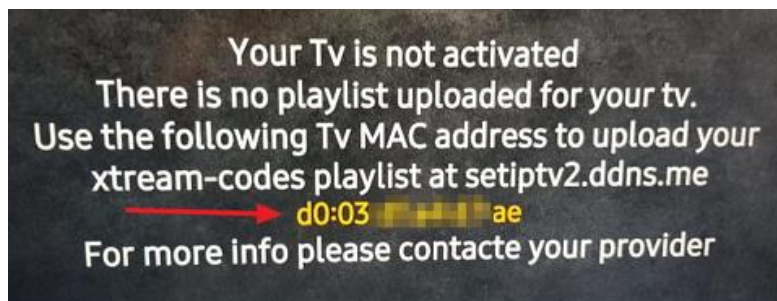 Your Tv is not activated
There is no playlist uploaded for your tv.
Use the following Tv MAC address to upload your
xtream-codes playlist at setiptv2.ddns.me
d0:03 ae
For more info please contacte your provider